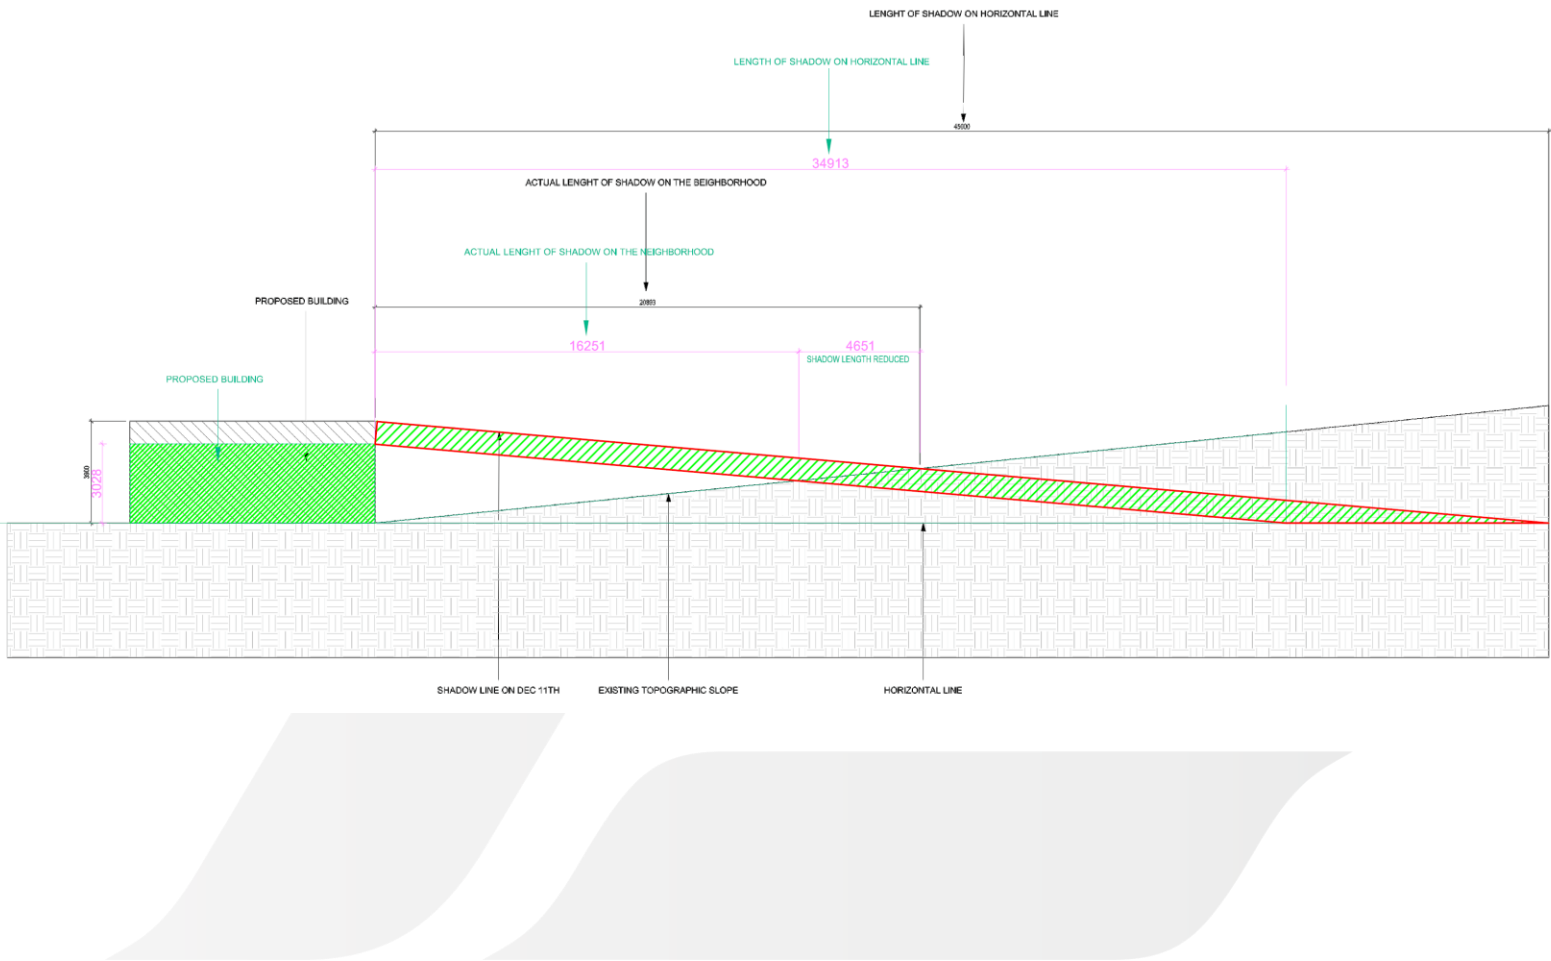 LENGHT OF SHADOW ON HORIZONTAL LINE
LENGTH OF SHADOW ON HORIZONTAL LINE
45000
34913
ACTUAL LENGHT OF SHADOW ON THE BEIGHBORHOOD
ACTUAL LENGHT OF SHADOW ON THE NEIGHBORHOOD
PROPOSED BUILDING
16251
4651
SHADOW LENGTH REDUCED
PROPOSED BUILDING
3028
SHADOW LINE ON DEC 11TH
EXISTING TOPOGRAPHIC SLOPE
HORIZONTAL LINE